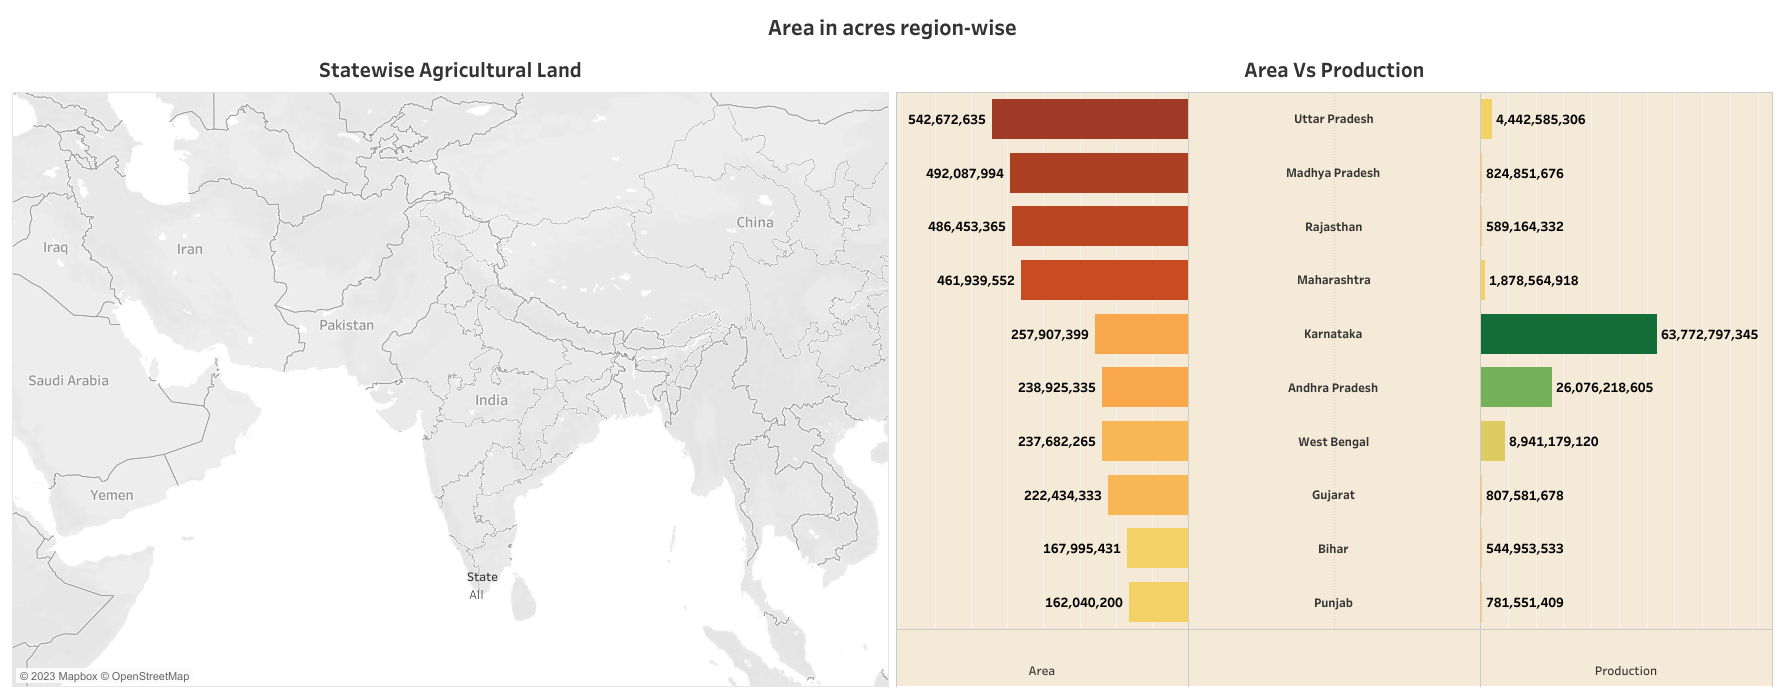 Area in acres region-wise
Statewise Agricultural Land
Iraq
Iran
China
Pakistan
Saudi Arabia
India
Yemen
State
All
© 2023 Mapbox © OpenStreetMap
Area Vs Production
542,672,635 Uttar Pradesh 4,442,585,306
492,087,994 Madhya Pradesh 824,851,676
486,453,365 Rajasthan 589,164,332
461,939,552 Maharashtra 1,878,564,918
257,907,399 Karnataka 63,772,797,345
238,925,335 Andhra Pradesh 26,076,218,605
237,682,265 West Bengal 8,941,179,120
222,434,333 Gujarat 807,581,678
167,995,431 Bihar 544,953,533
162,040,200 Punjab 781,551,409
Area Production